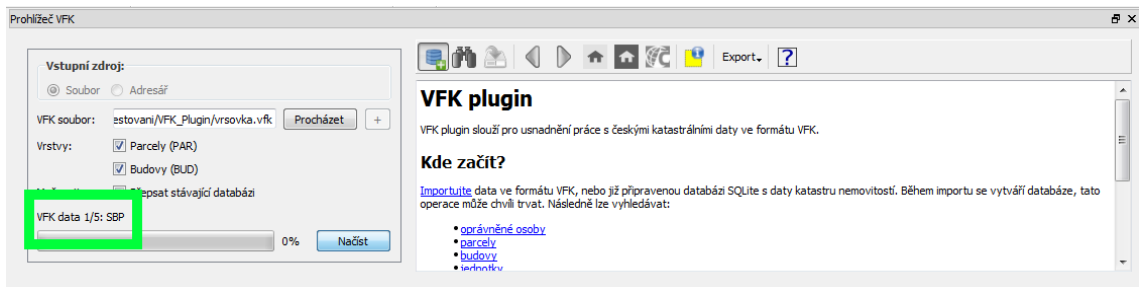 Prohlížeč VFK
Vstupní zdroj:
Soubor Adresář
VFK soubor: estovani/VFK_Plugin/vrsovka.vfk Procházet +
Vrstvy: Parcely (PAR)
Budovy (BUD)
stávající databázi
VFK data 1/5: SBP
0% Načíst
Export
VFK plugin
VFK plugin slouží pro usnadnění práce s českými katastrálními daty ve formátu VFK.
Kde začít?
Importujte data ve formátu VFK, nebo již připravenou databázi SQLite s daty katastru nemovitostí. Během importu se vytváří databáze, tato
operace může chvíli trvat. Následně lze vyhledávat:
oprávněné osoby
parcely
budovy
jednotky